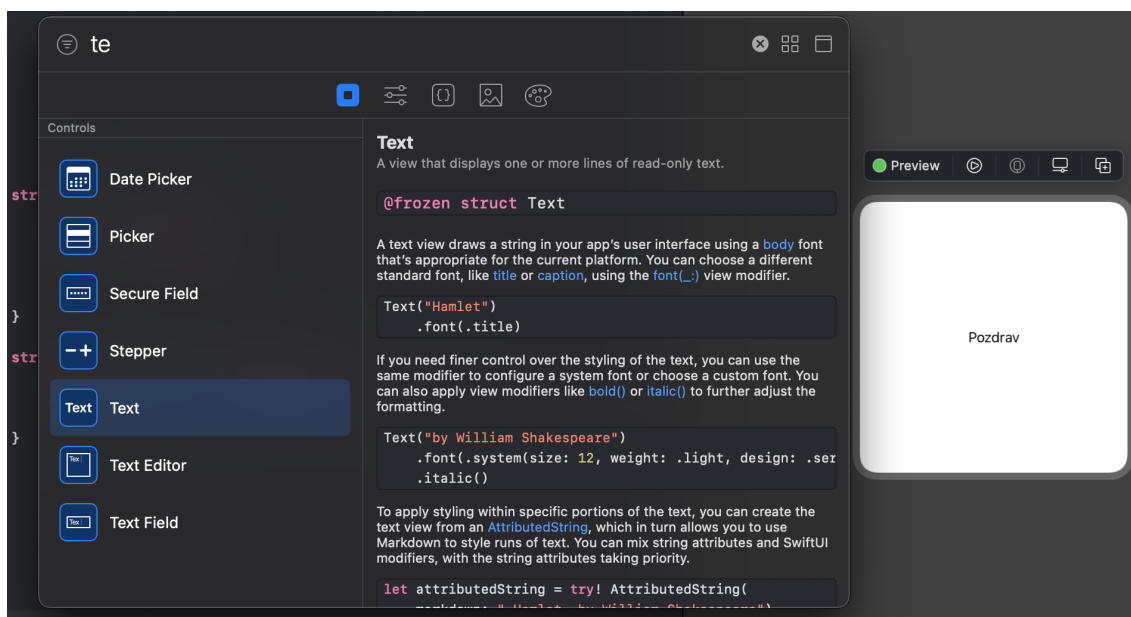 te
Controls
Date Picker
Picker
Secure Field
Stepper
Text Text
Text Editor
Text Field
Text
A view that displays one or more lines of read-only text.
@frozen struct Text
A text view draws a string in your app's user interface using a body font
that's appropriate for the current platform. You can choose a different
standard font, like title or caption, using the font(_:) view modifier.
Text("Hamlet")
.font(.title)
If you need finer control over the styling of the text, you can use the
same modifier to configure a system font or choose a custom font. You
can also apply view modifiers like bold() or italic() to further adjust the
formatting.
Text("by William Shakespeare")
.font(.system(size: 12, weight: .light, design: .ser
.italic()
To apply styling within specific portions of the text, you can create the
text view from an AttributedString, which in turn allows you to use
Markdown to style runs of text. You can mix string attributes and SwiftUI
modifiers, with the string attributes taking priority.
let attributedString = try! AttributedString(
str
}
str
}
Preview
Pozdrav